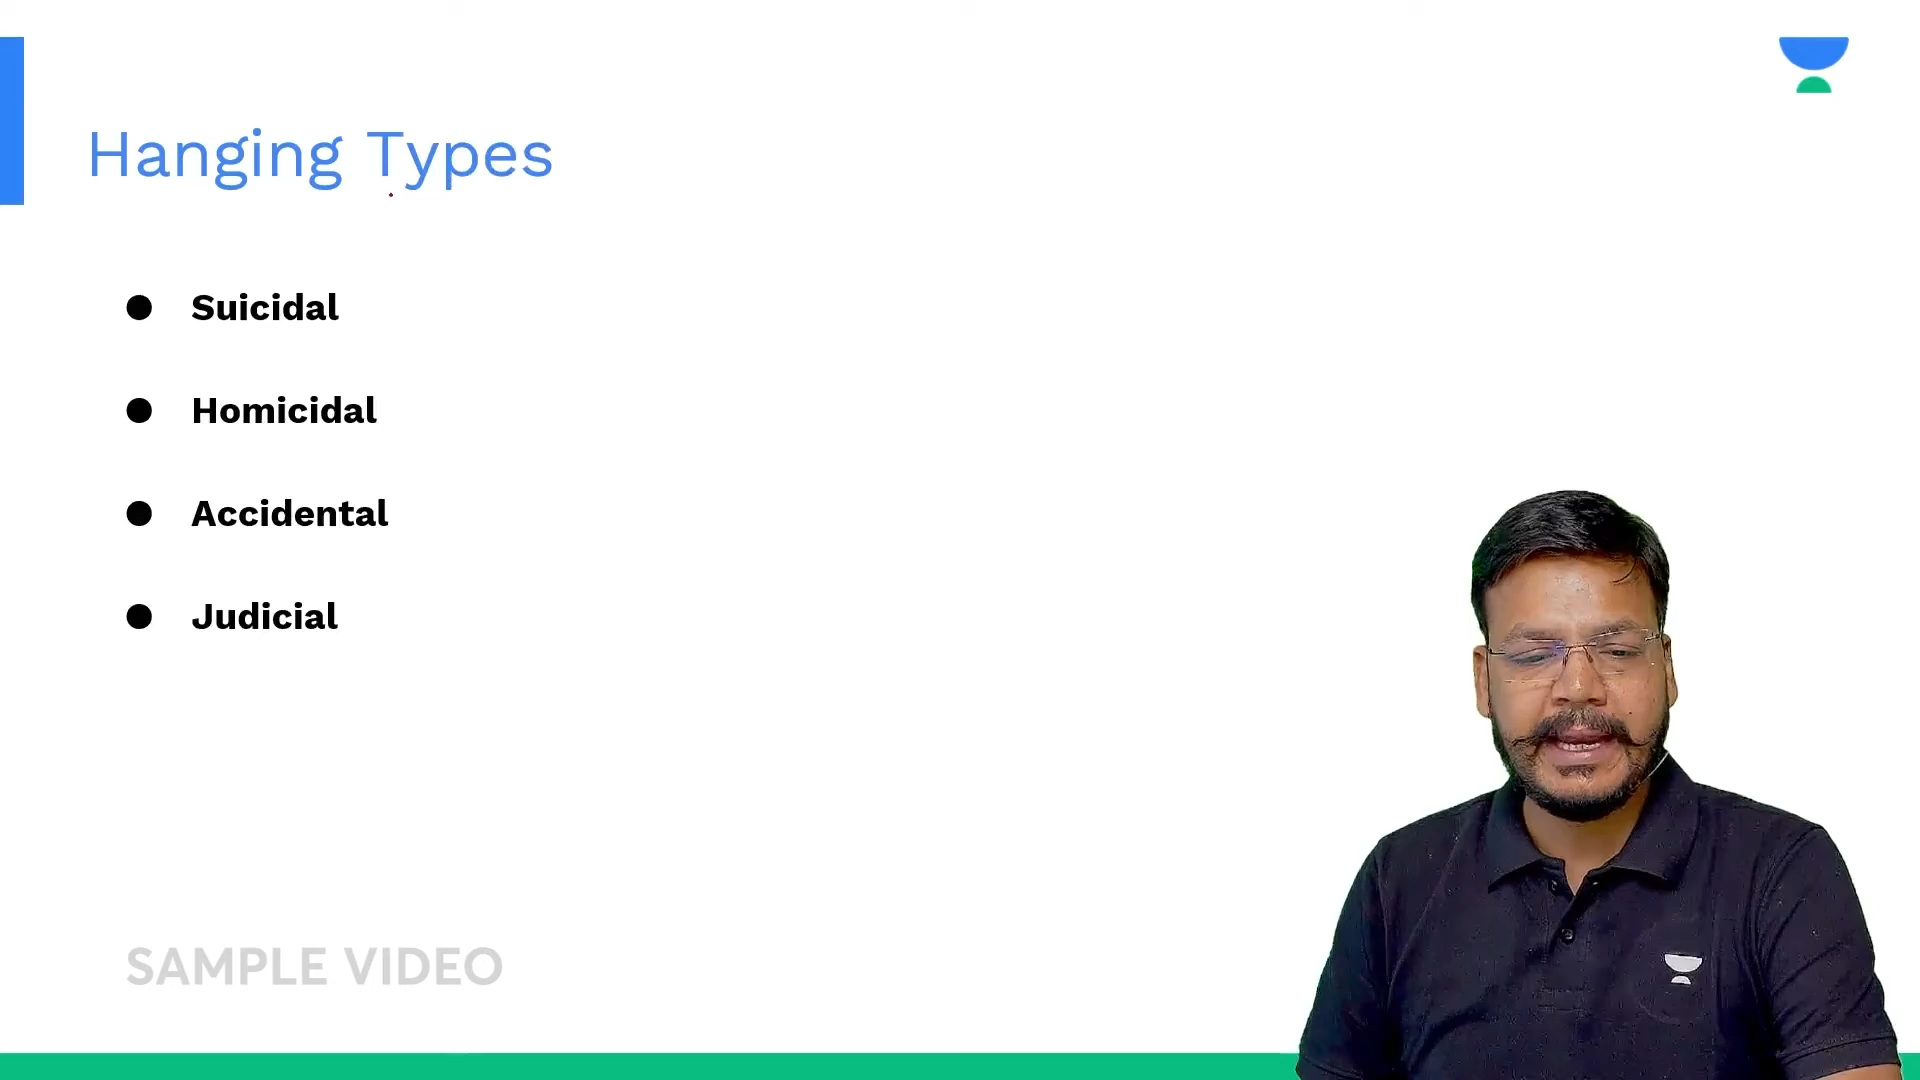 Hanging Types
Suicidal
Homicidal
Accidental
Judicial
SAMPLE VIDEO